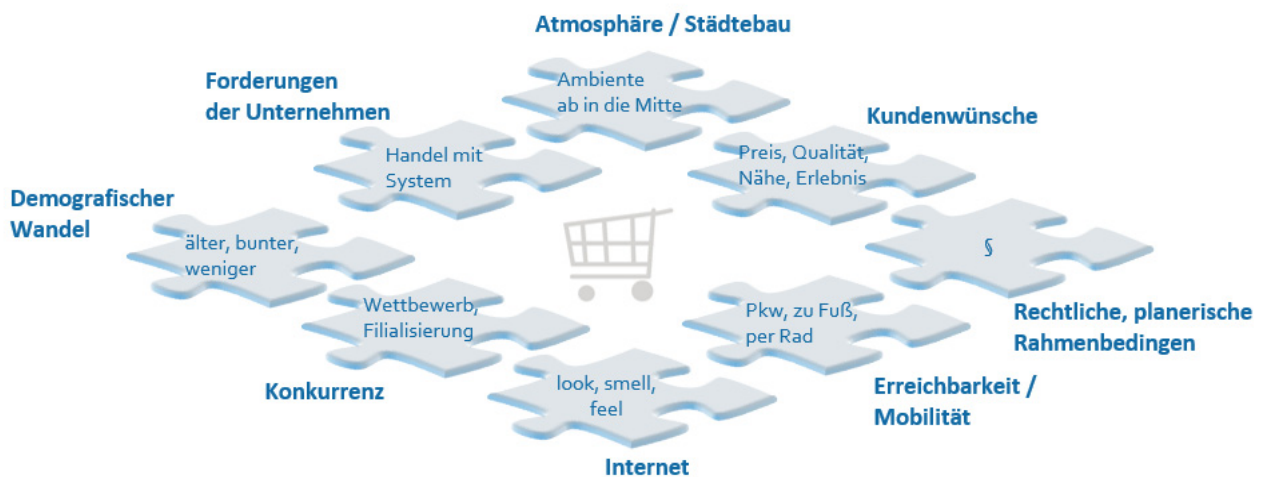 Atmosphäre / Städtebau
Ambiente
ab in die Mitte
Forderungen
der Unternehmen
Handel mit
System
Kundenwünsche
Preis, Qualität,
Nähe, Erlebnis
Demografischer
Wandel
älter, bunter,
weniger
§
Rechtliche, planerische
Rahmenbedingen
Wettbewerb,
Filialisierung
Konkurrenz
Pkw, zu Fuß,
per Rad
Erreichbarkeit /
Mobilität
look, smell,
feel
Internet